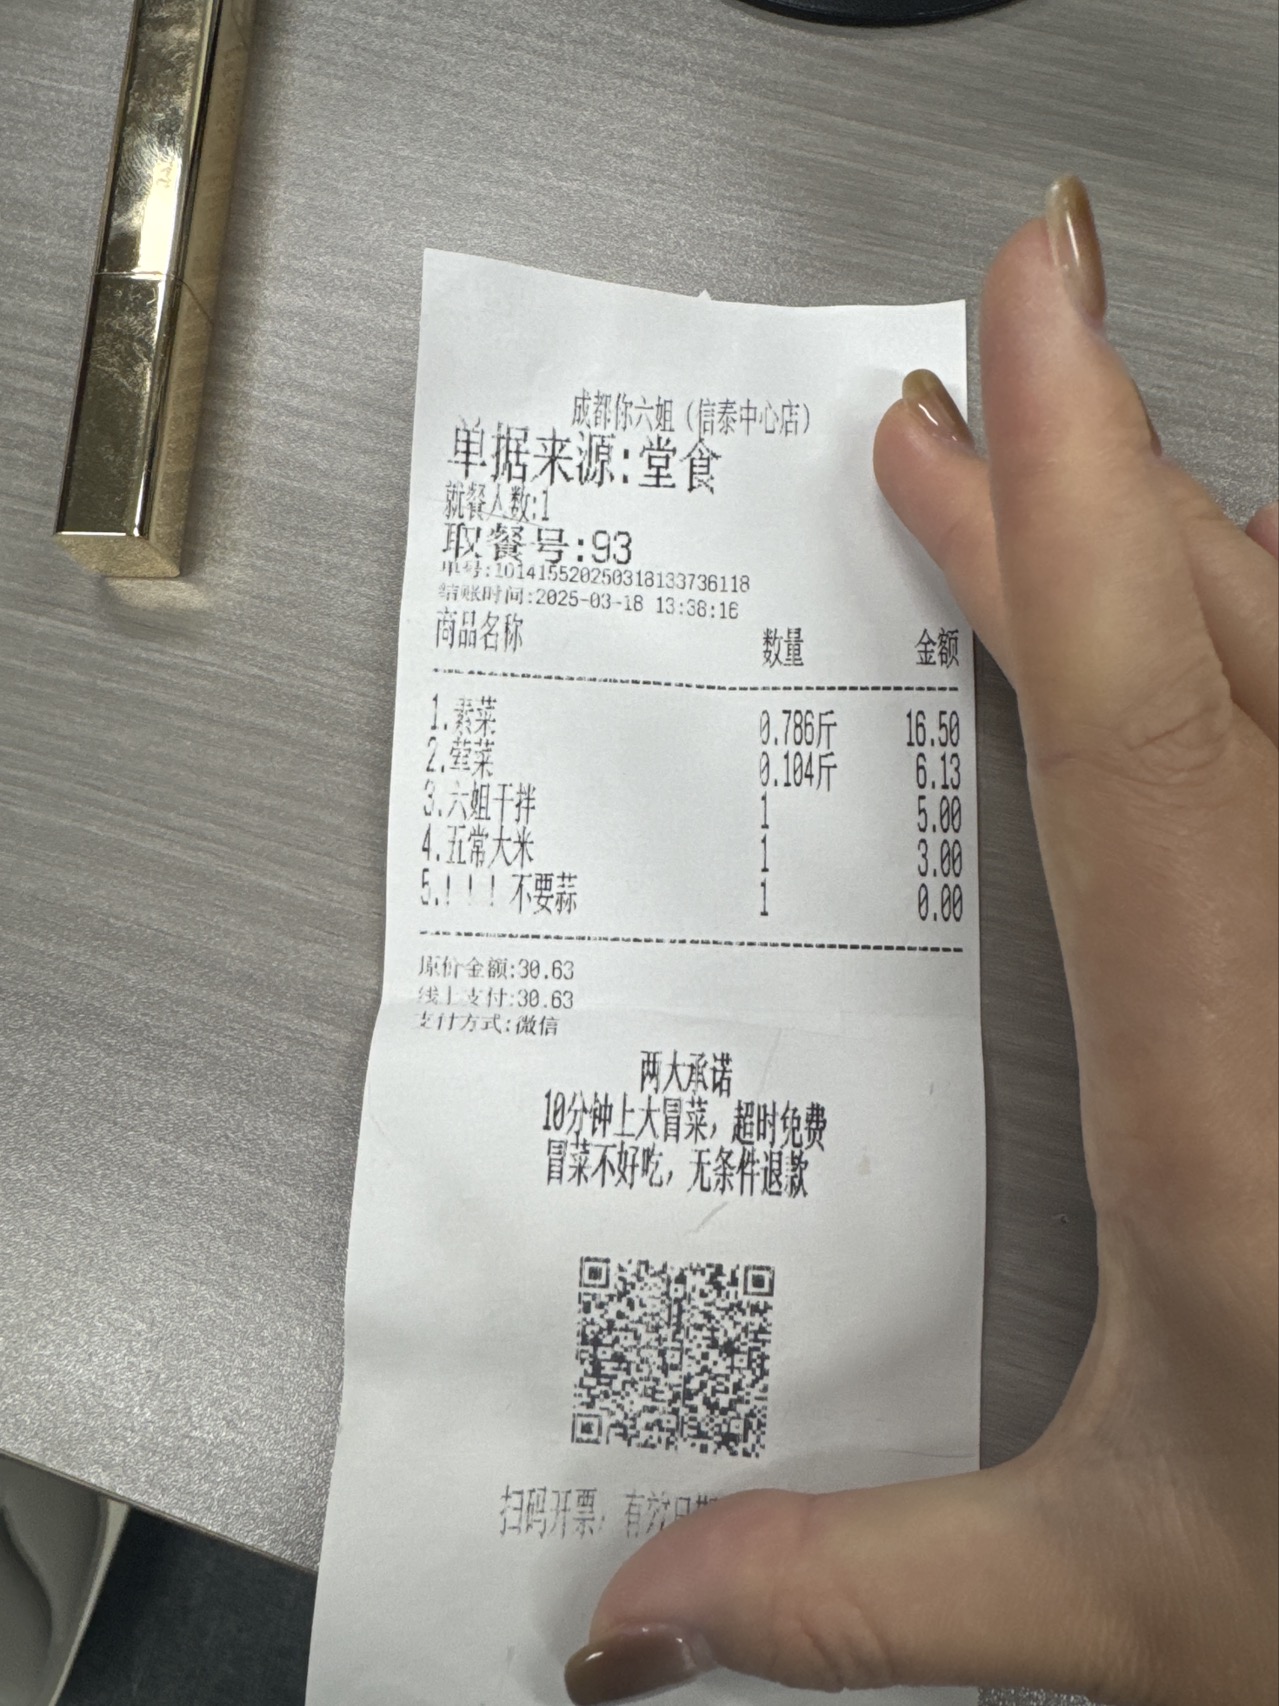 成都你六姐（信泰中心店）
单据来源:堂食
就餐人数:1
取餐号:93
单号:101415520250318133736118
结账时间:2025-03-18 13:38:16
商品名称 数量 金额
1.素菜 0.786斤 16.50
2.荤菜 0.104斤 6.13
3.六姐干拌 1 5.00
4.五常大米 1 3.00
5.！！！不要蒜 1 0.00
原价金额:30.63
线上支付:30.63
支付方式:微信
两大承诺
10分钟上大冒菜，超时免费
冒菜不好吃，无条件退款
扫码开票，有效日期